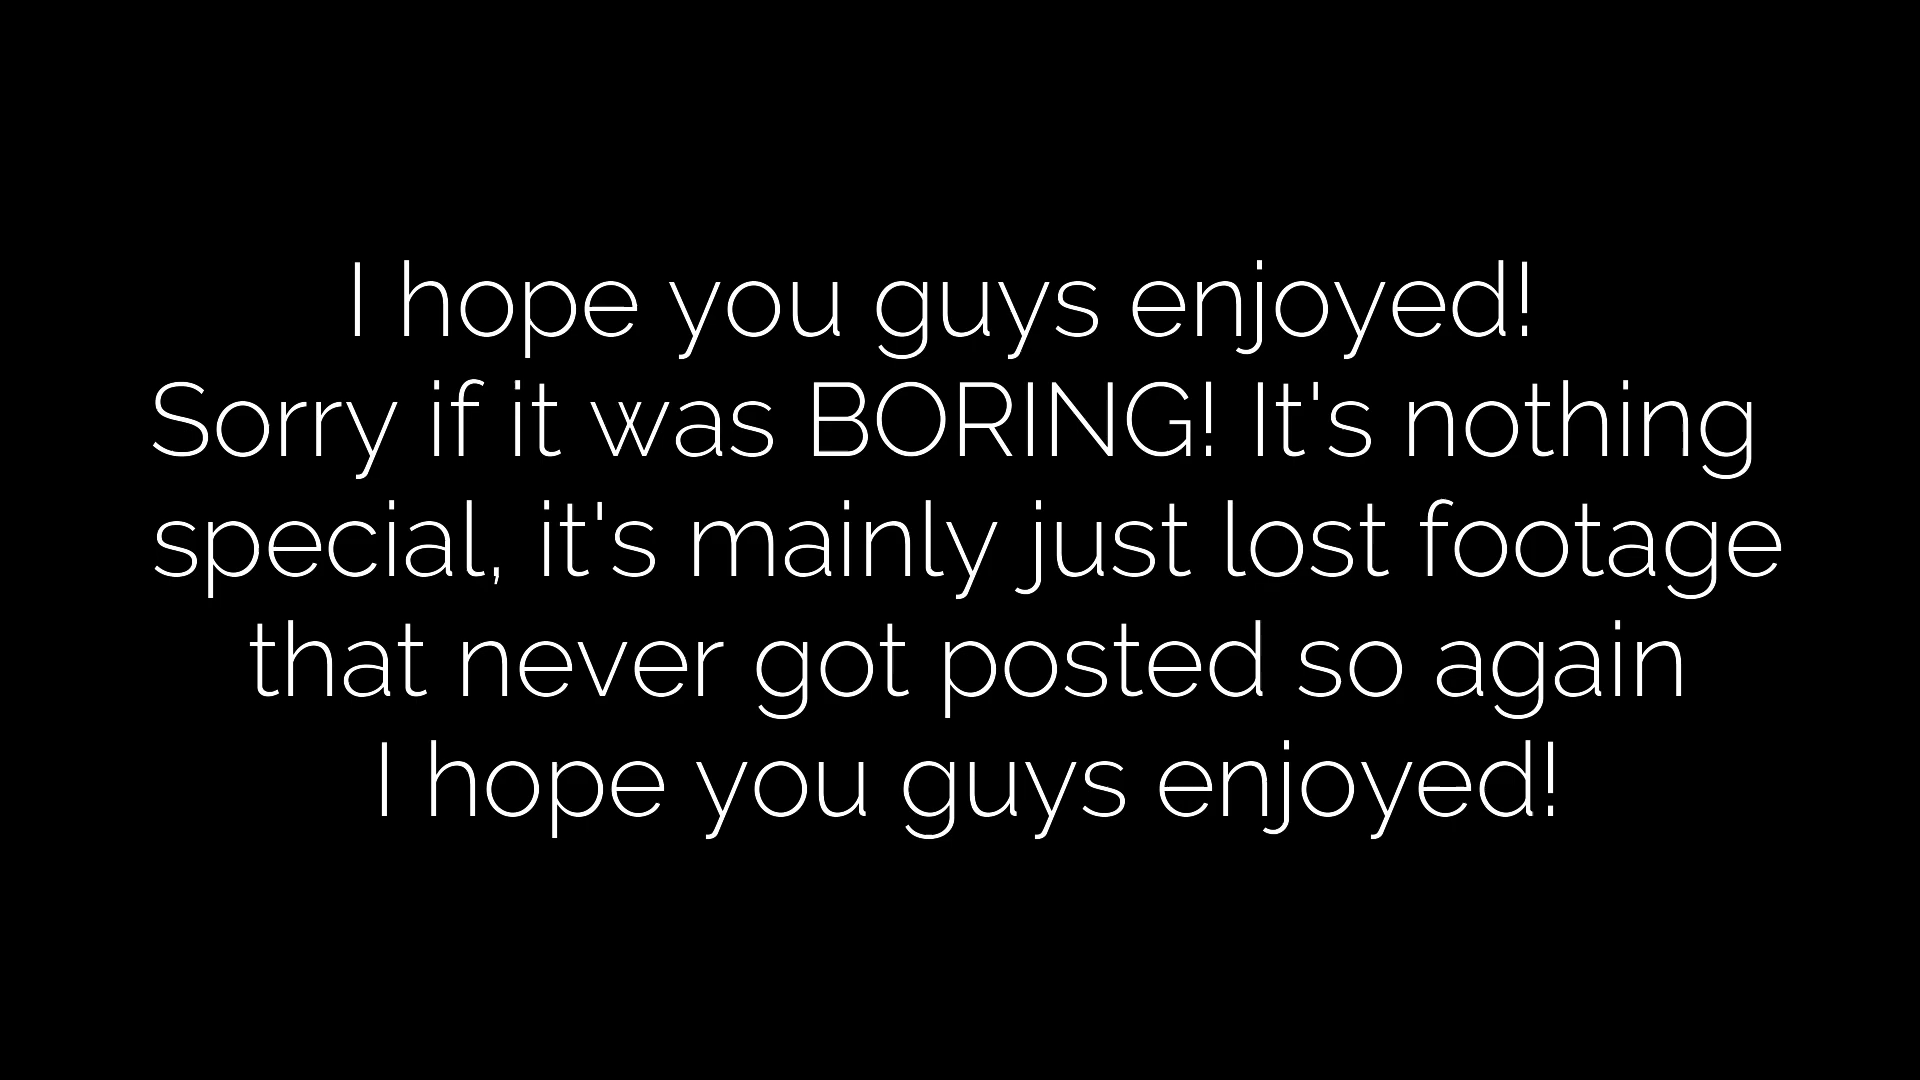 I hope you guys enjoyed!
Sorry if it was BORING! It's nothing
special, it's mainly just lost footage
that never got posted so again
I hope you guys enjoyed!